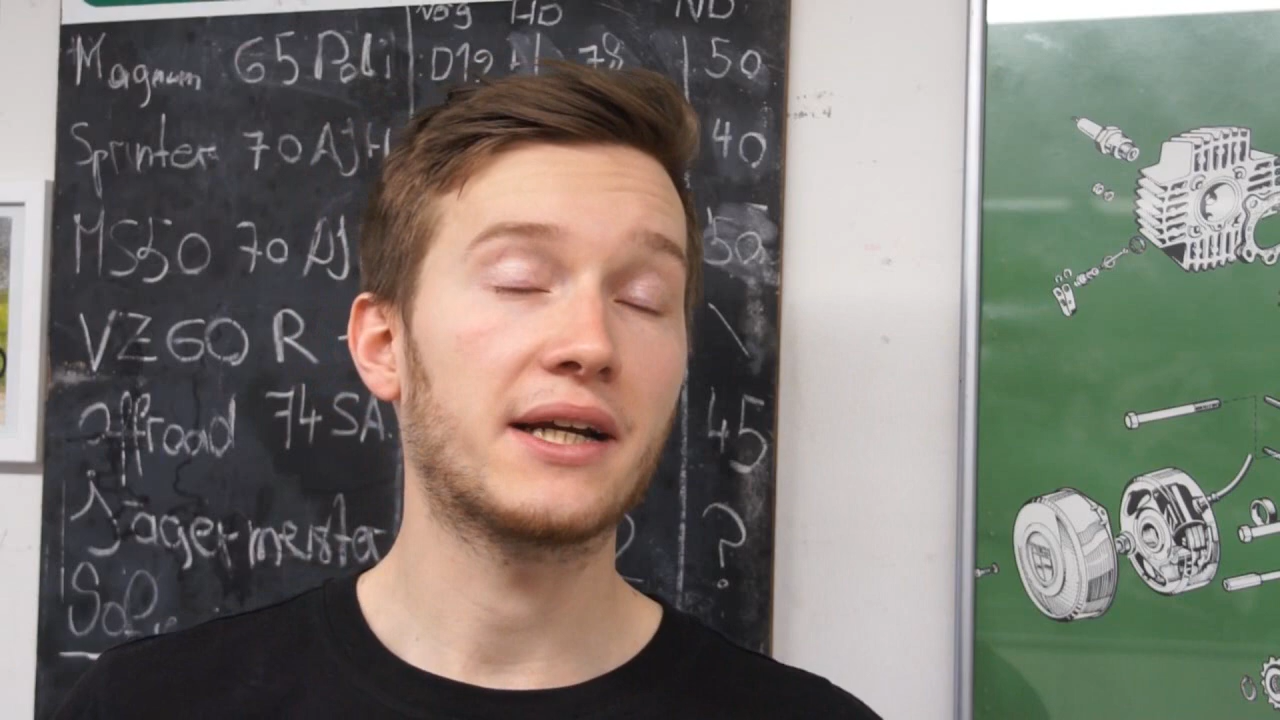 Vbg HD ND
Magnum 65 Poli D19 78 50
Sprinter 70 AJH 40
MS50 70 AJ 50
VZ60 R \
offroad 74 SA 45
Jägermeister ?